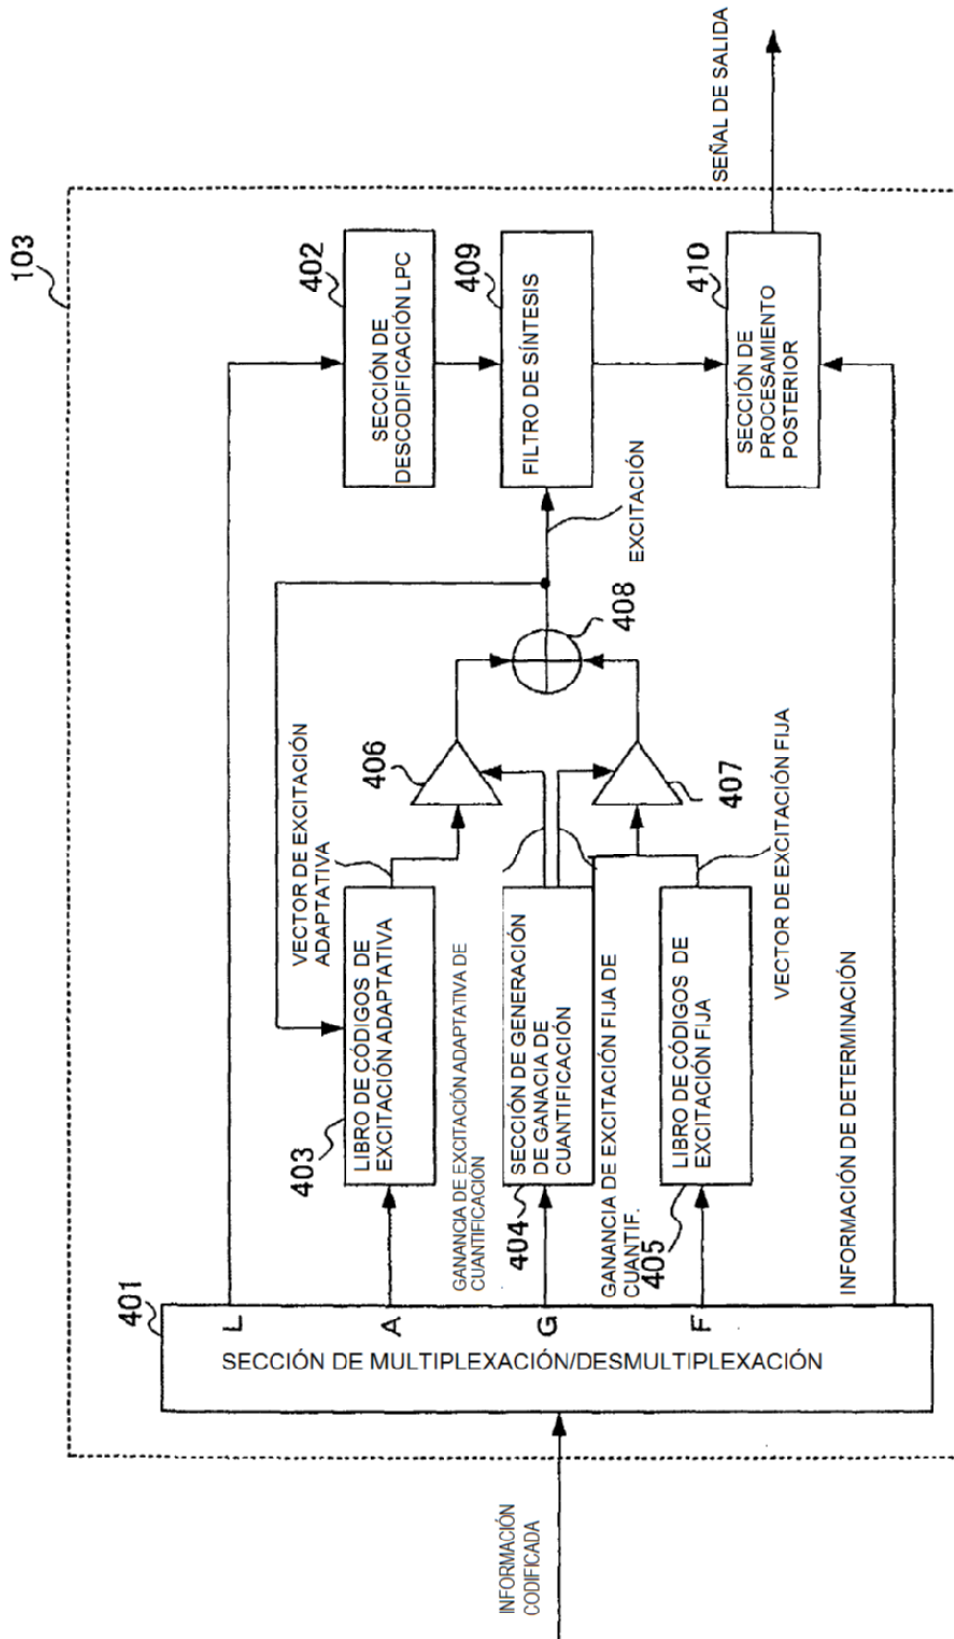 103
401
SECCIÓN DE MULTIPLEXACIÓN/DESMULTIPLEXACIÓN
L
A
G
F
INFORMACIÓN
CODIFICADA
402
SECCIÓN DE
DESCODIFICACIÓN LPC
VECTOR DE EXCITACIÓN
ADAPTATIVA
403
LIBRO DE CÓDIGOS DE
EXCITACIÓN ADAPTATIVA
406
GANANCIA DE EXCITACIÓN ADAPTATIVA DE
CUANTIFICACIÓN
404
SECCIÓN DE GENERACIÓN
DE GANACIA DE
CUANTIFICACIÓN
408
EXCITACIÓN
409
FILTRO DE SÍNTESIS
GANANCIA DE EXCITACIÓN FIJA DE
CUANTIF.
405
LIBRO DE CÓDIGOS DE
EXCITACIÓN FIJA
407
VECTOR DE EXCITACIÓN FIJA
410
SECCIÓN DE
PROCESAMIENTO
POSTERIOR
SEÑAL DE SALIDA
INFORMACIÓN DE DETERMINACIÓN